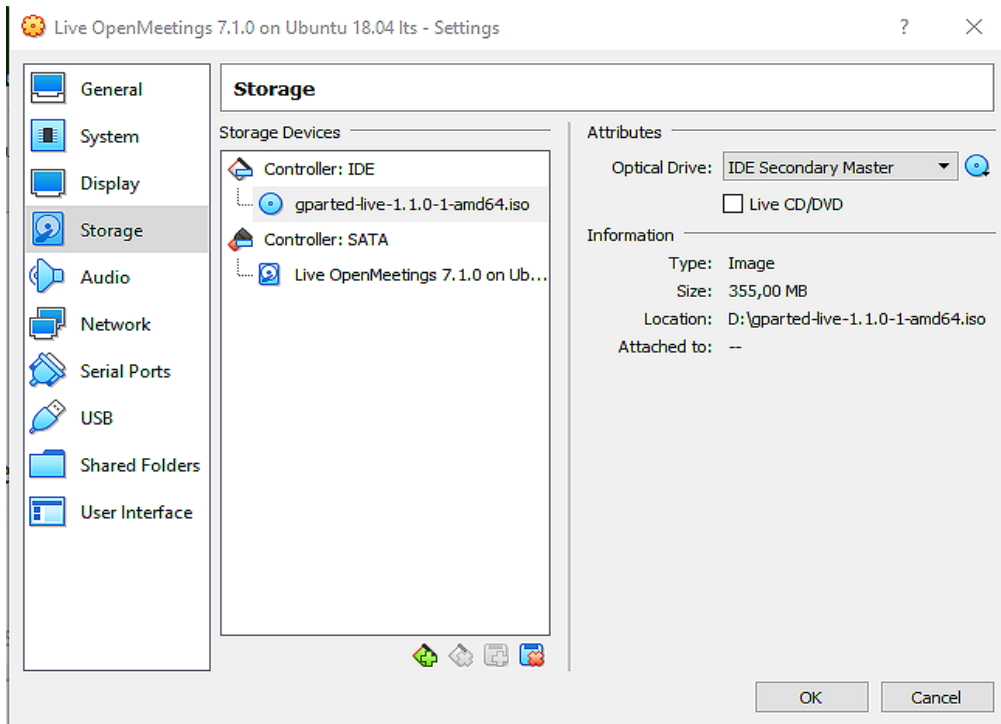 Live OpenMeetings 7.1.0 on Ubuntu 18.04 lts - Settings
?
General
System
Display
Storage
Audio
Network
Serial Ports
USB
Shared Folders
User Interface
Storage
Storage Devices
Controller: IDE
gparted-live-1.1.0-1-amd64.iso
Controller: SATA
Live OpenMeetings 7.1.0 on Ub...
Attributes
Optical Drive: IDE Secondary Master
Live CD/DVD
Information
Type: Image
Size: 355,00 MB
Location: D:\gparted-live-1.1.0-1-amd64.iso
Attached to: --
OK
Cancel